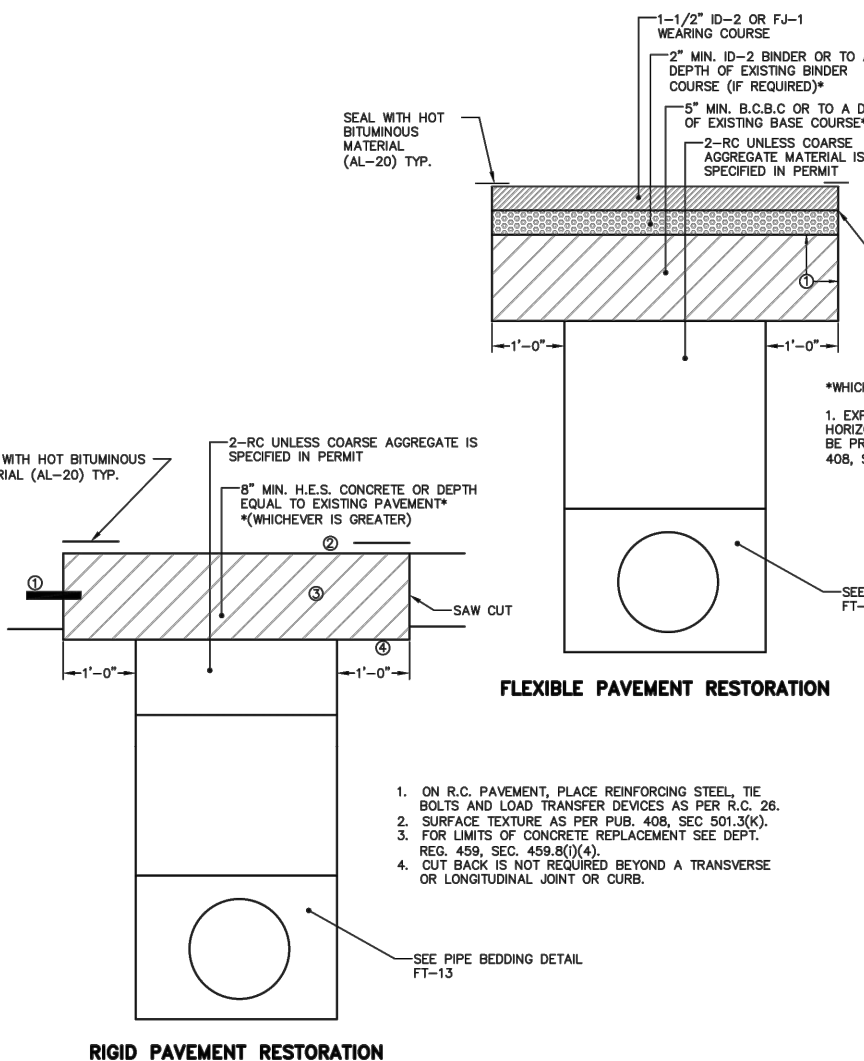 1-1/2" ID-2 OR FJ-1
WEARING COURSE
2" MIN. ID-2 BINDER OR TO
DEPTH OF EXISTING BINDER
COURSE (IF REQUIRED)*
5" MIN. B.C.B.C OR TO A
OF EXISTING BASE COURSE*
2-RC UNLESS COARSE
AGGREGATE MATERIAL IS
SPECIFIED IN PERMIT
SEAL WITH HOT
BITUMINOUS
MATERIAL
(AL-20) TYP.
1
1'-0"
1'-0"
1.
BE
408,
SEE
FLEXIBLE PAVEMENT RESTORATION
WITH HOT BITUMINOUS
(AL-20) TYP.
2-RC UNLESS COARSE AGGREGATE IS
SPECIFIED IN PERMIT
8" MIN. H.E.S. CONCRETE OR DEPTH
EQUAL TO EXISTING PAVEMENT*
*(WHICHEVER IS GREATER)
2
1
3
SAW CUT
4
1'-0"
1'-0"
1. ON R.C. PAVEMENT, PLACE REINFORCING STEEL, TIE
BOLTS AND LOAD TRANSFER DEVICES AS PER R.C. 26.
2. SURFACE TEXTURE AS PER PUB. 408, SEC 501.3(K).
3. FOR LIMITS OF CONCRETE REPLACEMENT SEE DEPT.
REG. 459, SEC. 459.8(i)(4).
4. CUT BACK IS NOT REQUIRED BEYOND A TRANSVERSE
OR LONGITUDINAL JOINT OR CURB.
SEE PIPE BEDDING DETAIL
FT-13
RIGID PAVEMENT RESTORATION